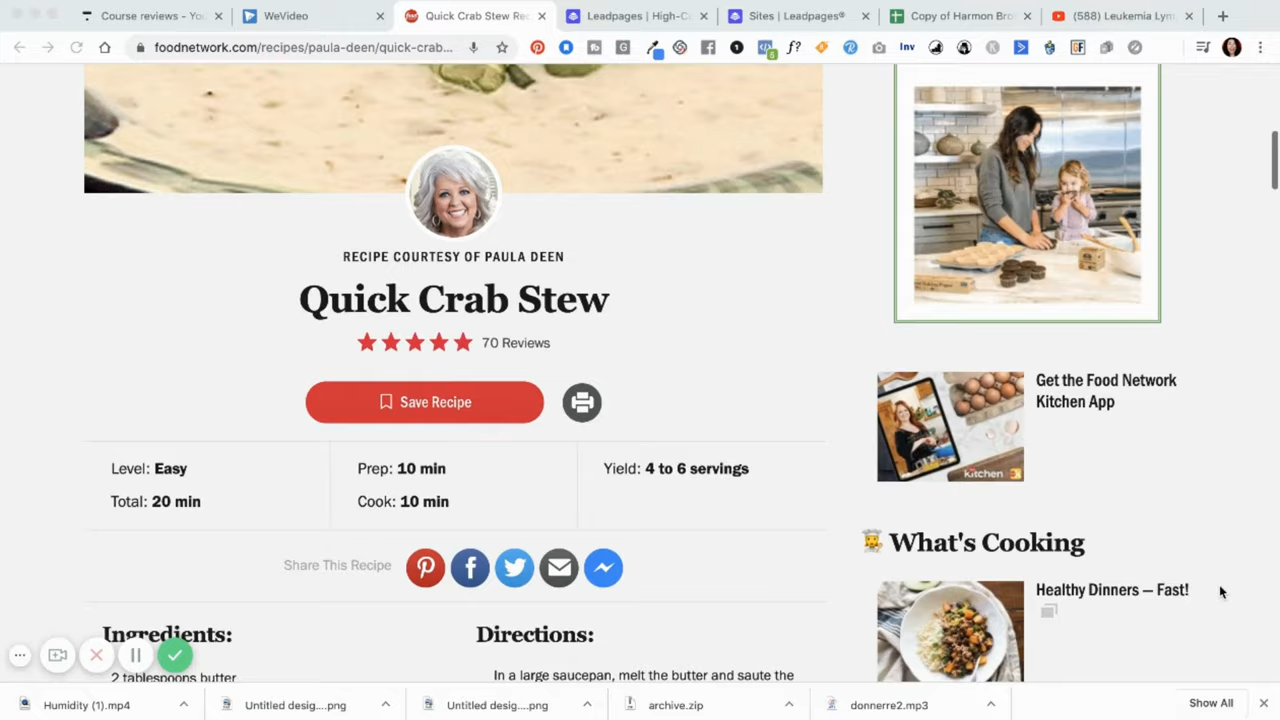 Course reviews - Yo
WeVideo
Quick Crab Stew Rec
Leadpages | High-Co
Sites | Leadpages®
Copy of Harmon Bro
(588) Leukemia Lym
foodnetwork.com/recipes/paula-deen/quick-crab...
f?
Inv
GF
RECIPE COURTESY OF PAULA DEEN
Quick Crab Stew
70 Reviews
Save Recipe
Level: Easy
Prep: 10 min
Yield: 4 to 6 servings
Total: 20 min
Cook: 10 min
Share This Recipe
Ingredients:
Directions:
2 tablespoons butter
In a large saucepan, melt the butter and saute the
Get the Food Network
Kitchen App
kitchen
What's Cooking
Healthy Dinners – Fast!
Humidity (1).mp4
Untitled desig....png
Untitled desig....png
archive.zip
donnerre2.mp3
Show All